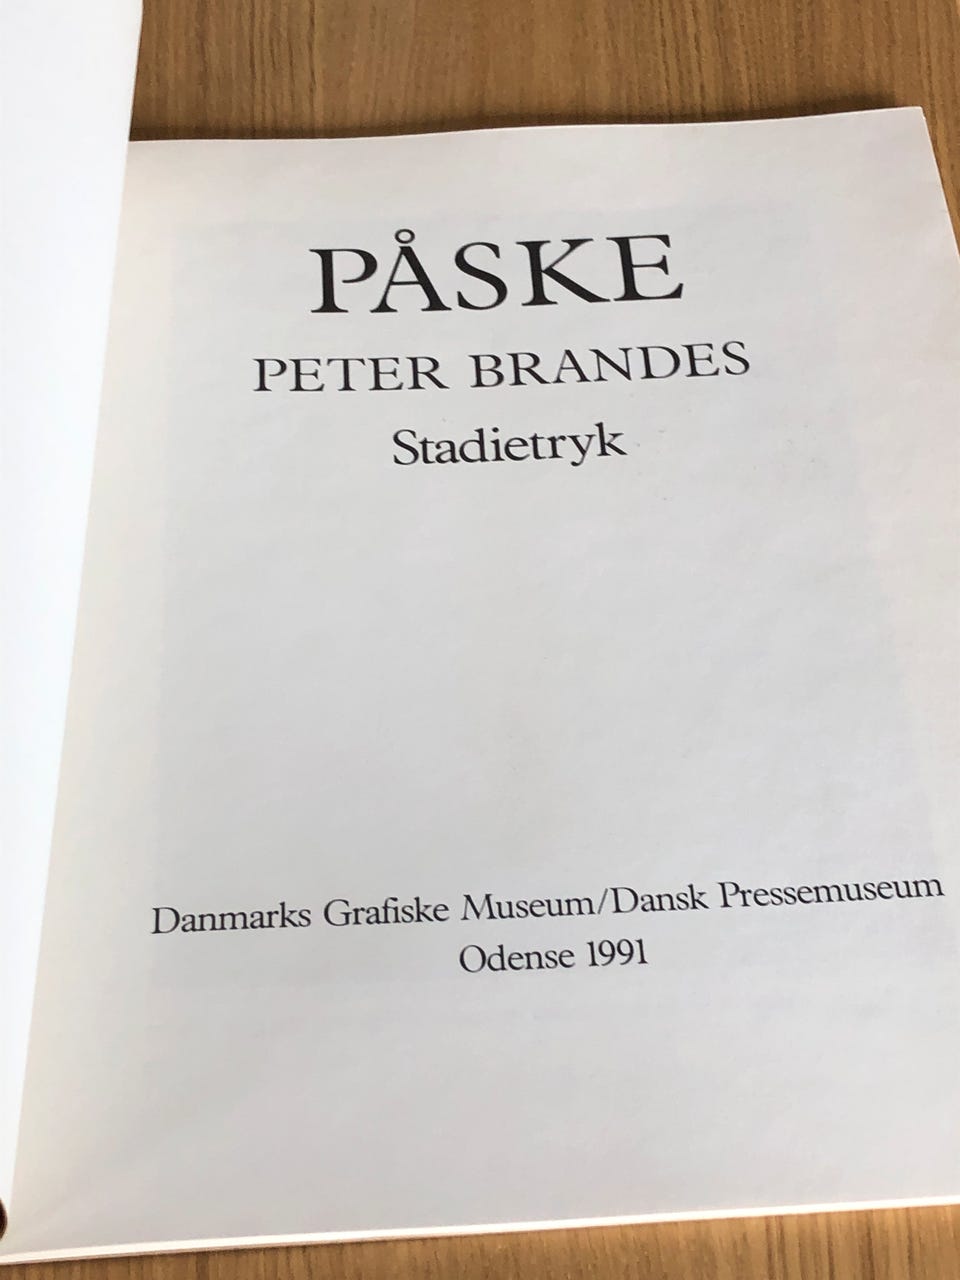 PÅSKE
PETER BRANDES
Stadietryk
Danmarks Grafiske Museum/Dansk Pressemuseum
Odense 1991